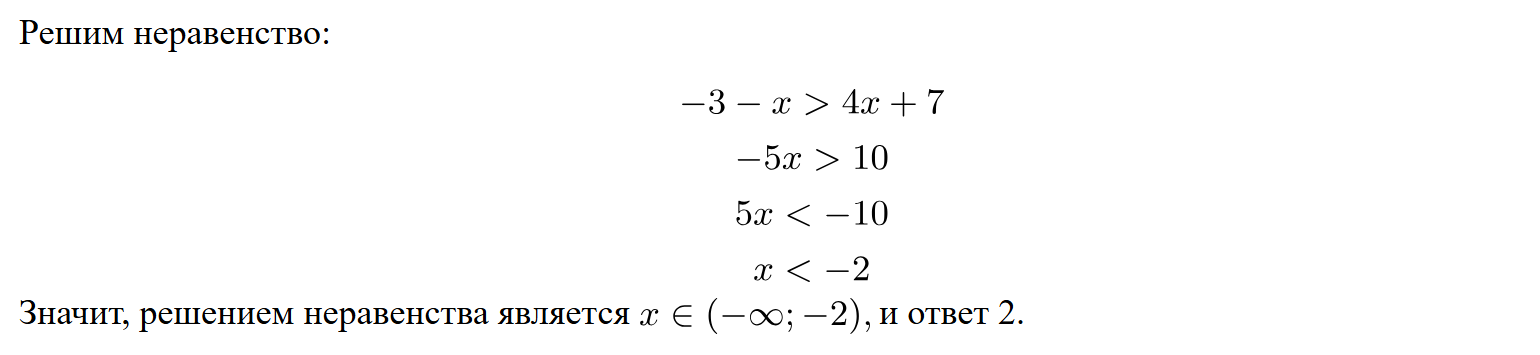 Решим неравенство:
−3 − x > 4x + 7
−5x > 10
5x < −10
x < −2
Значит, решением неравенства является x ∈ (−∞; −2), и ответ 2.